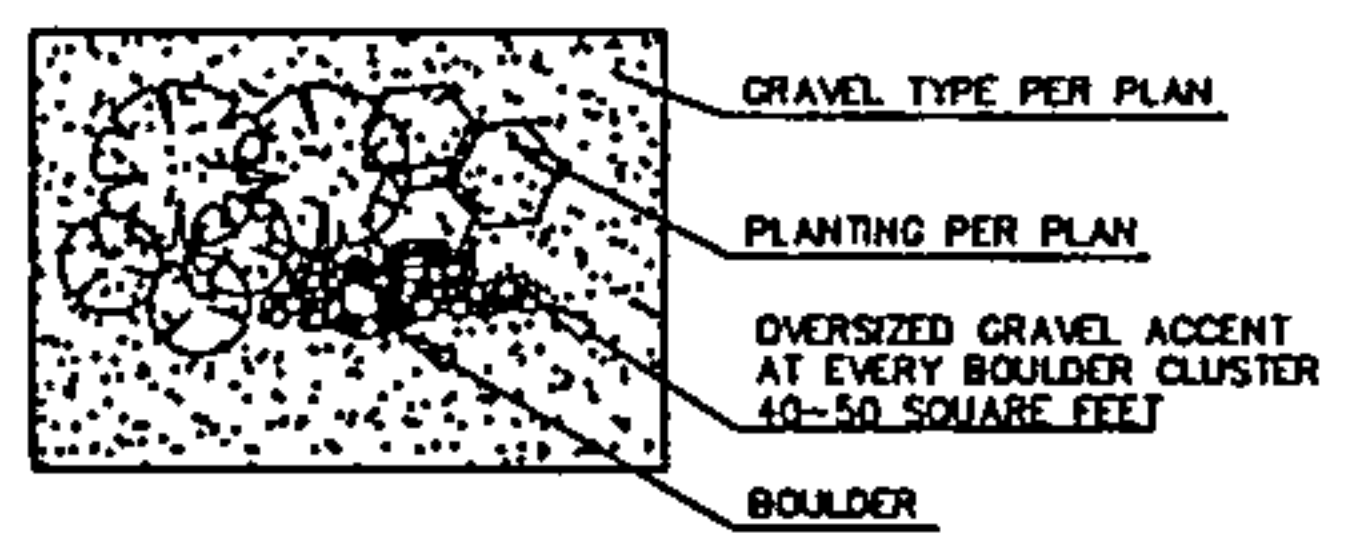 GRAVEL TYPE PER PLAN
PLANTING PER PLAN
OVERSIZED GRAVEL ACCENT
AT EVERY BOULDER CLUSTER
40-50 SQUARE FEET
BOULDER